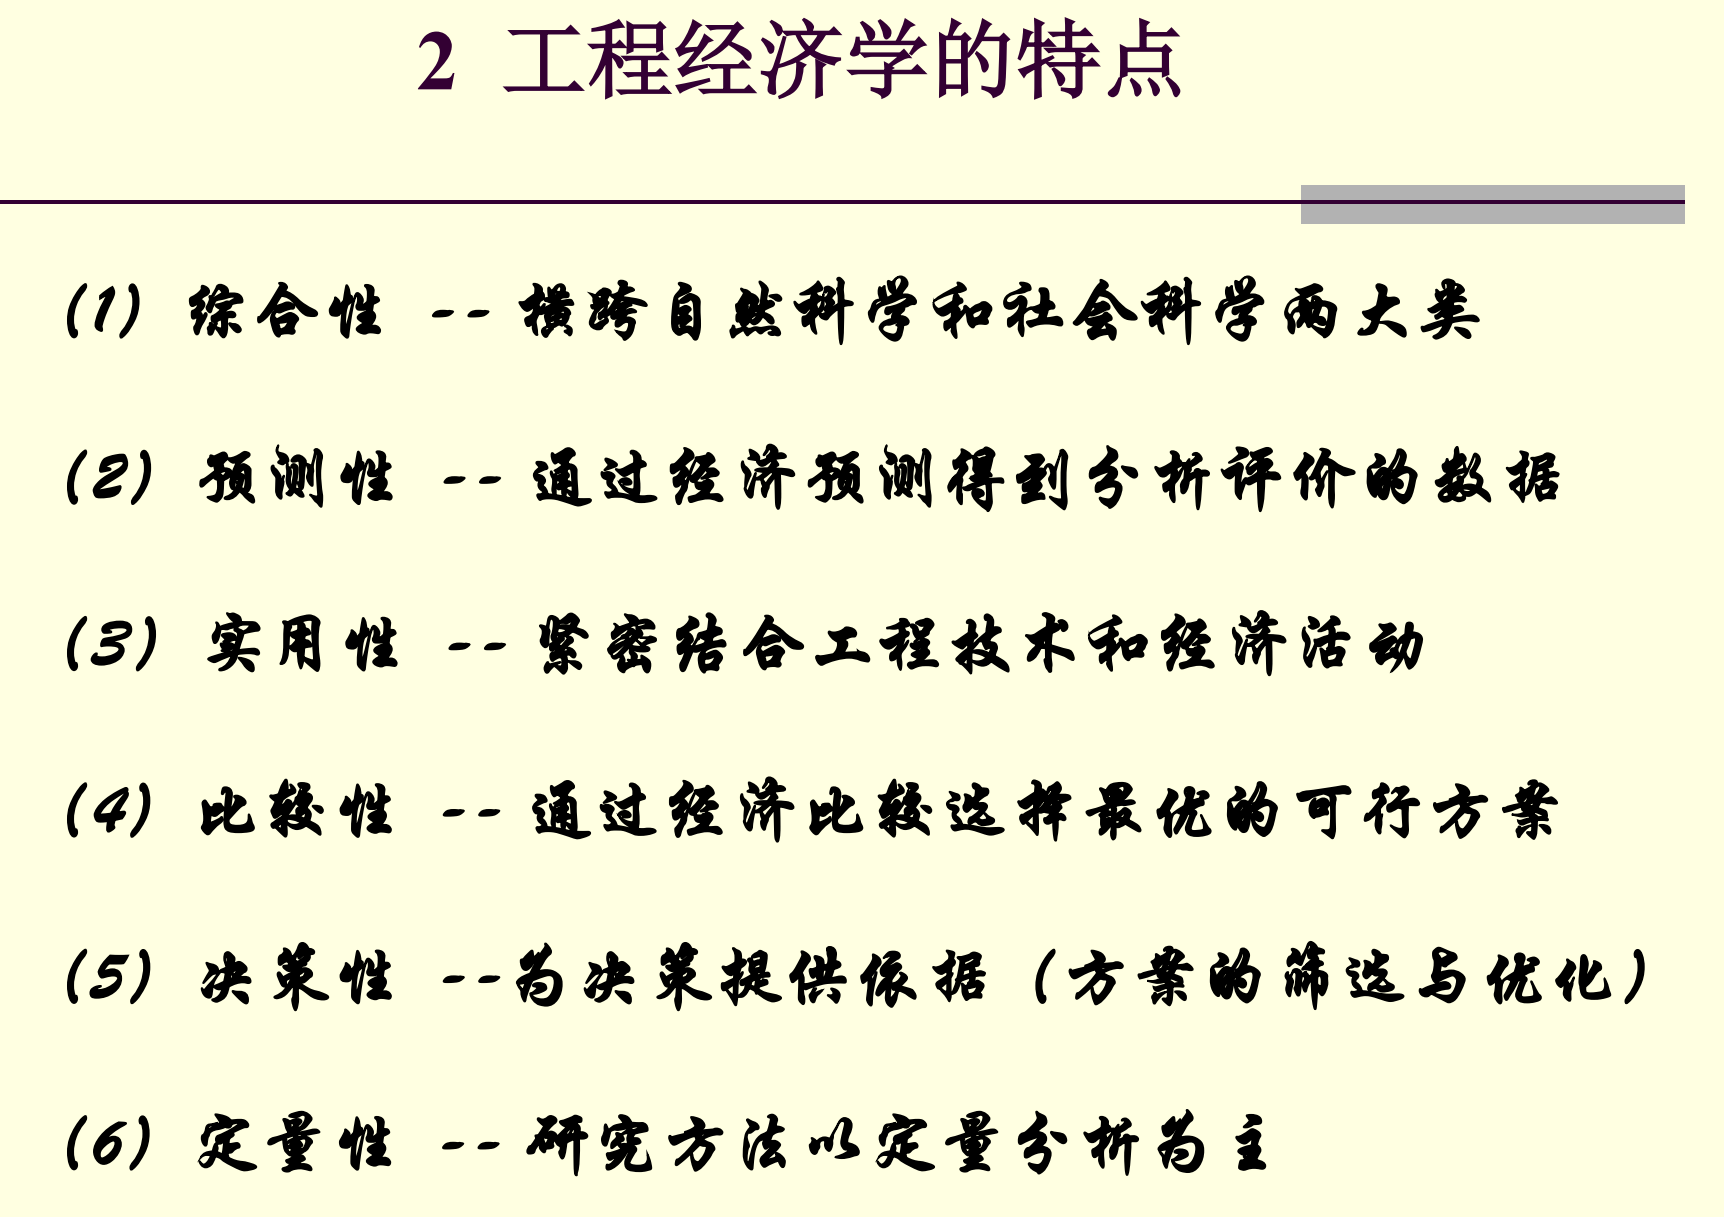 2 工程经济学的特点
(1) 综合性 -- 横跨自然科学和社会科学两大类
(2) 预测性 -- 通过经济预测得到分析评价的数据
(3) 实用性 -- 紧密结合工程技术和经济活动
(4) 比较性 -- 通过经济比较选择最优的可行方案
(5) 决策性 --为决策提供依据（方案的筛选与优化）
(6) 定量性 -- 研究方法以定量分析为主